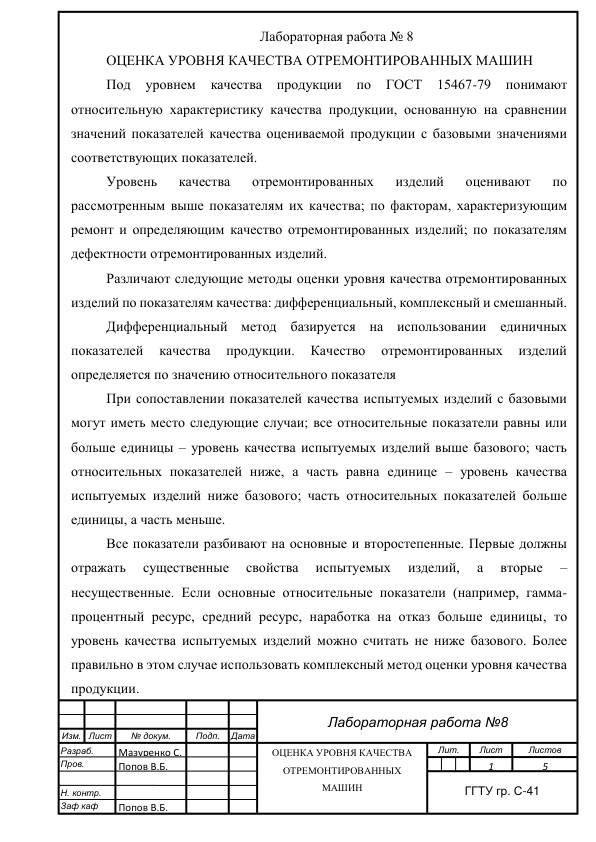 Лабораторная работа № 8
ОЦЕНКА УРОВНЯ КАЧЕСТВА ОТРЕМОНТИРОВАННЫХ МАШИН
Под уровнем качества продукции по ГОСТ 15467-79 понимают
относительную характеристику качества продукции, основанную на сравнении
значений показателей качества оцениваемой продукции с базовыми значениями
соответствующих показателей.
Уровень качества отремонтированных изделий оценивают по
рассмотренным выше показателям их качества; по факторам, характеризующим
ремонт и определяющим качество отремонтированных изделий; по показателям
дефектности отремонтированных изделий.
Различают следующие методы оценки уровня качества отремонтированных
изделий по показателям качества: дифференциальный, комплексный и смешанный.
Дифференциальный метод базируется на использовании единичных
показателей качества продукции. Качество отремонтированных изделий
определяется по значению относительного показателя
При сопоставлении показателей качества испытуемых изделий с базовыми
могут иметь место следующие случаи; все относительные показатели равны или
больше единицы – уровень качества испытуемых изделий выше базового; часть
относительных показателей ниже, а часть равна единице – уровень качества
испытуемых изделий ниже базового; часть относительных показателей больше
единицы, а часть меньше.
Все показатели разбивают на основные и второстепенные. Первые должны
отражать существенные свойства испытуемых изделий, а вторые –
несущественные. Если основные относительные показатели (например, гамма-
процентный ресурс, средний ресурс, наработка на отказ больше единицы, то
уровень качества испытуемых изделий можно считать не ниже базового. Более
правильно в этом случае использовать комплексный метод оценки уровня качества
продукции.
Лабораторная работа №8
Изм. Лист № докум. Подп. Дата
Разраб. Мазуренко С.
Пров. Попов В.Б.
Н. контр.
Заф каф Попов В.Б.
ОЦЕНКА УРОВНЯ КАЧЕСТВА
ОТРЕМОНТИРОВАННЫХ
МАШИН
Лит. Лист Листов
1 5
ГГТУ гр. С-41